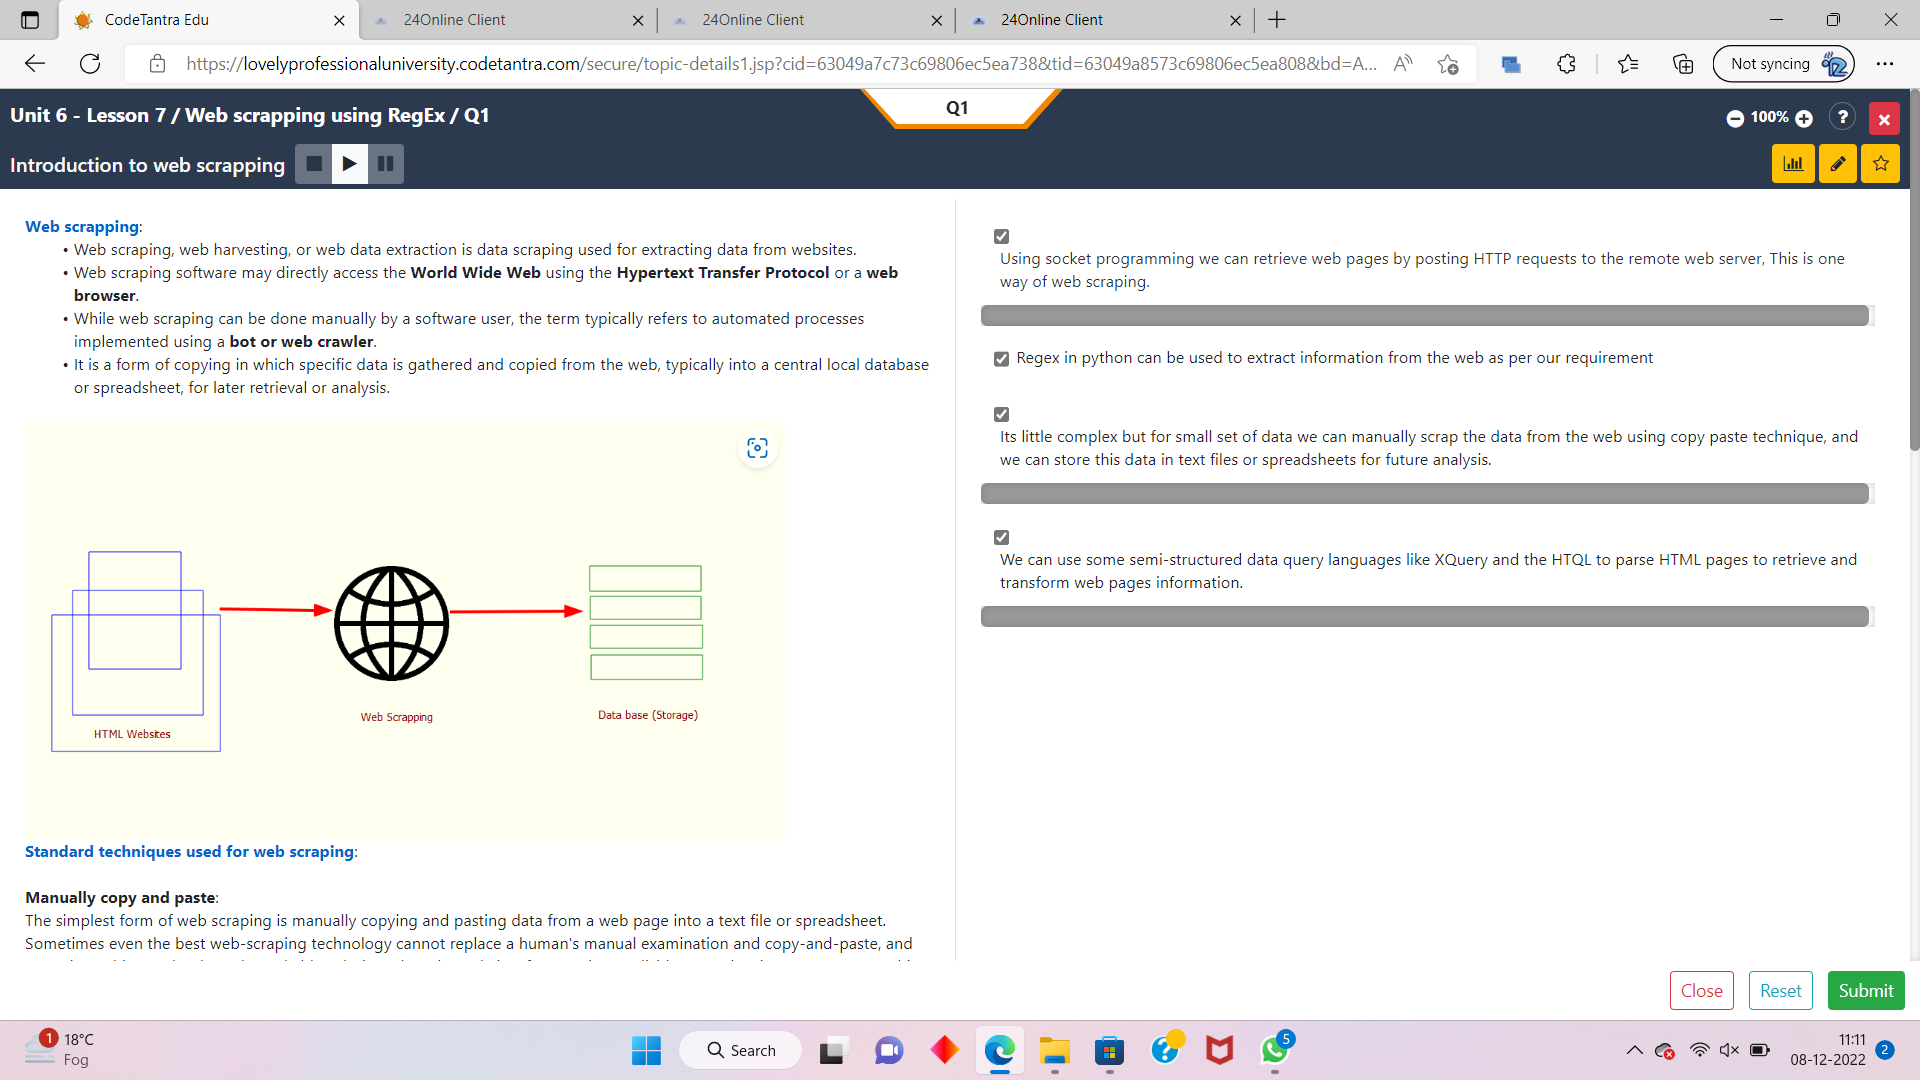 CodeTantra Edu
24Online Client
24Online Client
24Online Client
https://lovelyprofessionaluniversity.codetantra.com/secure/topic-details1.jsp?cid=63049a7c73c69806ec5ea738&tid=63049a8573c69806ec5ea808&bd=A...
Not syncing
Unit 6 - Lesson 7 / Web scrapping using RegEx / Q1
Q1
100%
?
Introduction to web scrapping
Web scrapping:
• Web scraping, web harvesting, or web data extraction is data scraping used for extracting data from websites.
• Web scraping software may directly access the World Wide Web using the Hypertext Transfer Protocol or a web
browser.
• While web scraping can be done manually by a software user, the term typically refers to automated processes
implemented using a bot or web crawler.
• It is a form of copying in which specific data is gathered and copied from the web, typically into a central local database
or spreadsheet, for later retrieval or analysis.
HTML Websites
Web Scrapping
Data base (Storage)
Standard techniques used for web scraping:
Manually copy and paste:
The simplest form of web scraping is manually copying and pasting data from a web page into a text file or spreadsheet.
Sometimes even the best web-scraping technology cannot replace a human's manual examination and copy-and-paste, and
Using socket programming we can retrieve web pages by posting HTTP requests to the remote web server, This is one
way of web scraping.
Regex in python can be used to extract information from the web as per our requirement
Its little complex but for small set of data we can manually scrap the data from the web using copy paste technique, and
we can store this data in text files or spreadsheets for future analysis.
We can use some semi-structured data query languages like XQuery and the HTQL to parse HTML pages to retrieve and
transform web pages information.
Close
Reset
Submit
1
18°C
Fog
Search
5
11:11
08-12-2022
2